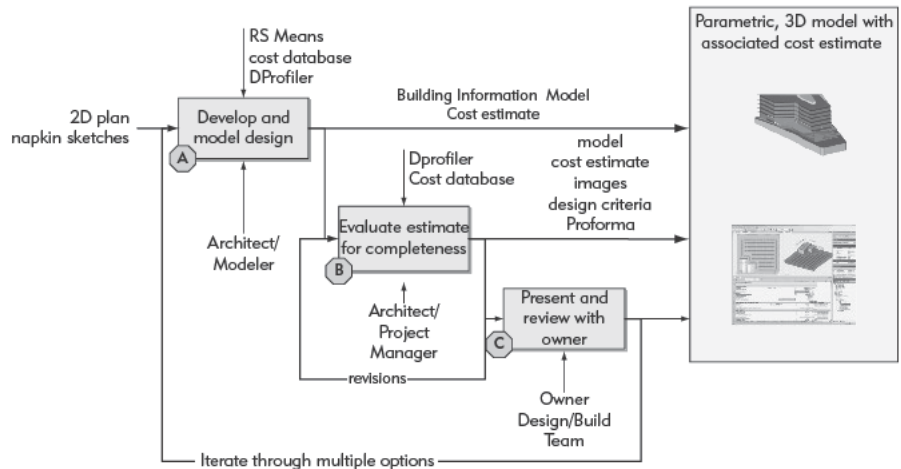 RS Means
cost database
DProfiler
Parametric, 3D model with
associated cost estimate
2D plan
napkin sketches
Develop and
model design
A
Building Information Model
Cost estimate
Architect/
Modeler
Dprofiler
Cost database
model
cost estimate
images
design criteria
Proforma
Evaluate estimate
for completeness
B
Architect/
Project
Manager
Present and
review with
owner
C
revisions
Owner
Design/Build
Team
Iterate through multiple options